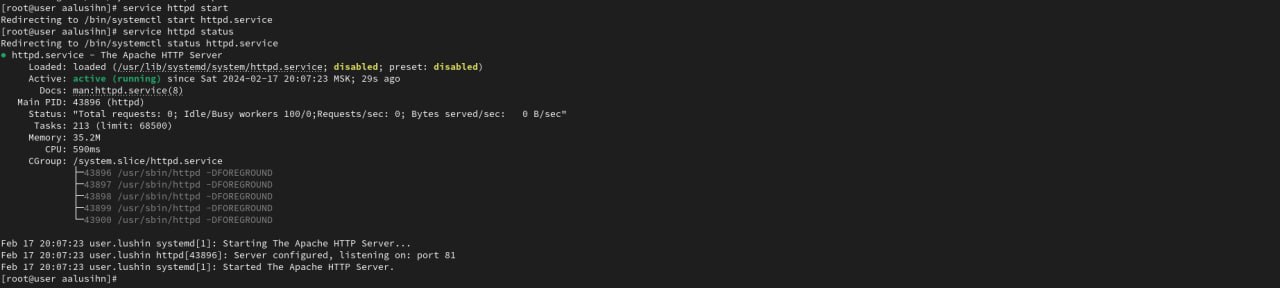 [root@user aalusihn]# service httpd start
Redirecting to /bin/systemctl start httpd.service
[root@user aalusihn]# service httpd status
Redirecting to /bin/systemctl status httpd.service
● httpd.service - The Apache HTTP Server
Loaded: loaded (/usr/lib/systemd/system/httpd.service; disabled; preset: disabled)
Active: active (running) since Sat 2024-02-17 20:07:23 MSK; 29s ago
Docs: man:httpd.service(8)
Main PID: 43896 (httpd)
Status: "Total requests: 0; Idle/Busy workers 100/0;Requests/sec: 0; Bytes served/sec:   0 B/sec"
Tasks: 213 (limit: 68500)
Memory: 35.2M
CPU: 590ms
CGroup: /system.slice/httpd.service
├─43896 /usr/sbin/httpd -DFOREGROUND
├─43897 /usr/sbin/httpd -DFOREGROUND
├─43898 /usr/sbin/httpd -DFOREGROUND
├─43899 /usr/sbin/httpd -DFOREGROUND
└─43900 /usr/sbin/httpd -DFOREGROUND
Feb 17 20:07:23 user.lushin systemd[1]: Starting The Apache HTTP Server...
Feb 17 20:07:23 user.lushin httpd[43896]: Server configured, listening on: port 81
Feb 17 20:07:23 user.lushin systemd[1]: Started The Apache HTTP Server.
[root@user aalusihn]#